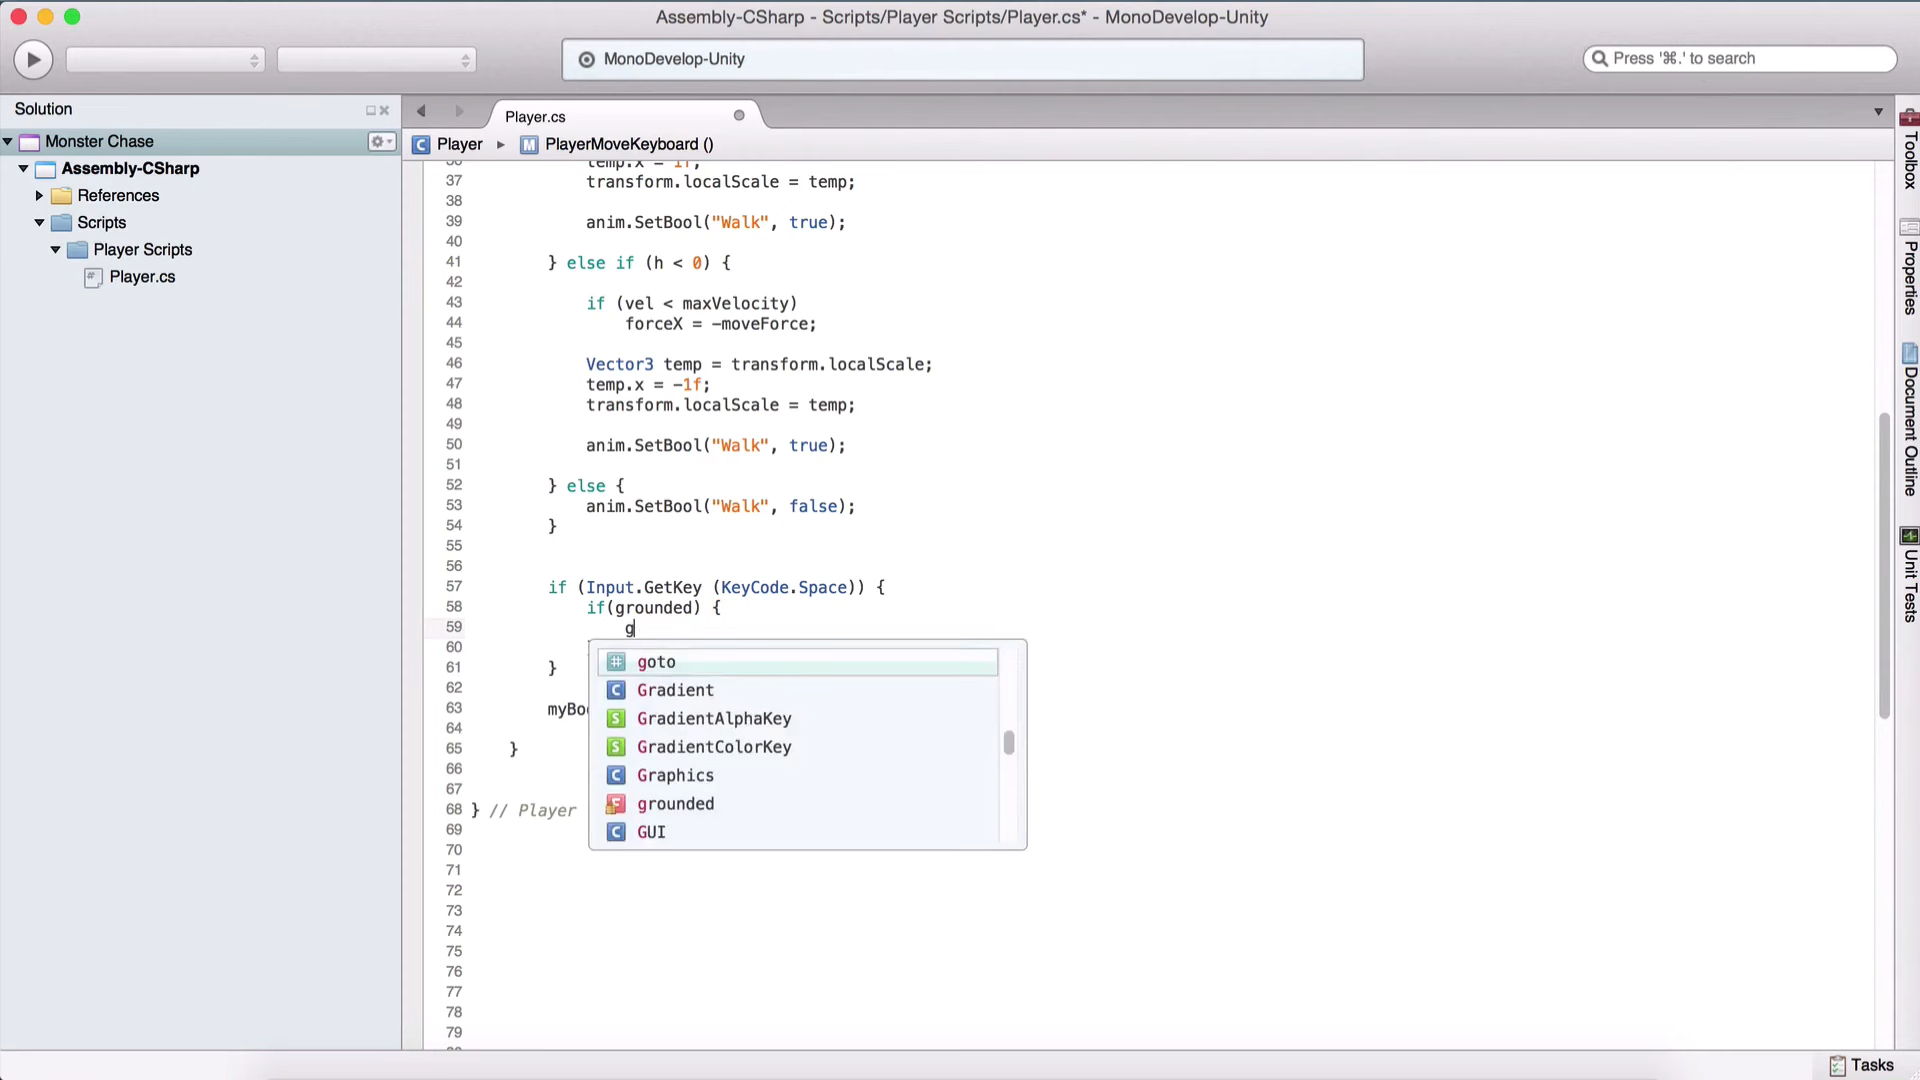 Assembly-CSharp - Scripts/Player Scripts/Player.cs* - MonoDevelop-Unity
MonoDevelop-Unity
Press '⌘.' to search
Solution
Monster Chase
Assembly-CSharp
References
Scripts
Player Scripts
Player.cs
Player.cs
Player ▸ PlayerMoveKeyboard ()
36 temp.x = 1f;
37 transform.localScale = temp;
38
39 anim.SetBool("Walk", true);
40
41 } else if (h < 0) {
42
43 if (vel < maxVelocity)
44 forceX = -moveForce;
45
46 Vector3 temp = transform.localScale;
47 temp.x = -1f;
48 transform.localScale = temp;
49
50 anim.SetBool("Walk", true);
51
52 } else {
53 anim.SetBool("Walk", false);
54 }
55
56
57 if (Input.GetKey (KeyCode.Space)) {
58 if(grounded) {
59 g
60
61 }
62
63 myBo
64
65 }
66
67
68 } // Player
69
70
71
72
73
74
75
76
77
78
79
goto
Gradient
GradientAlphaKey
GradientColorKey
Graphics
grounded
GUI
Toolbox
Properties
Document Outline
Unit Tests
Tasks